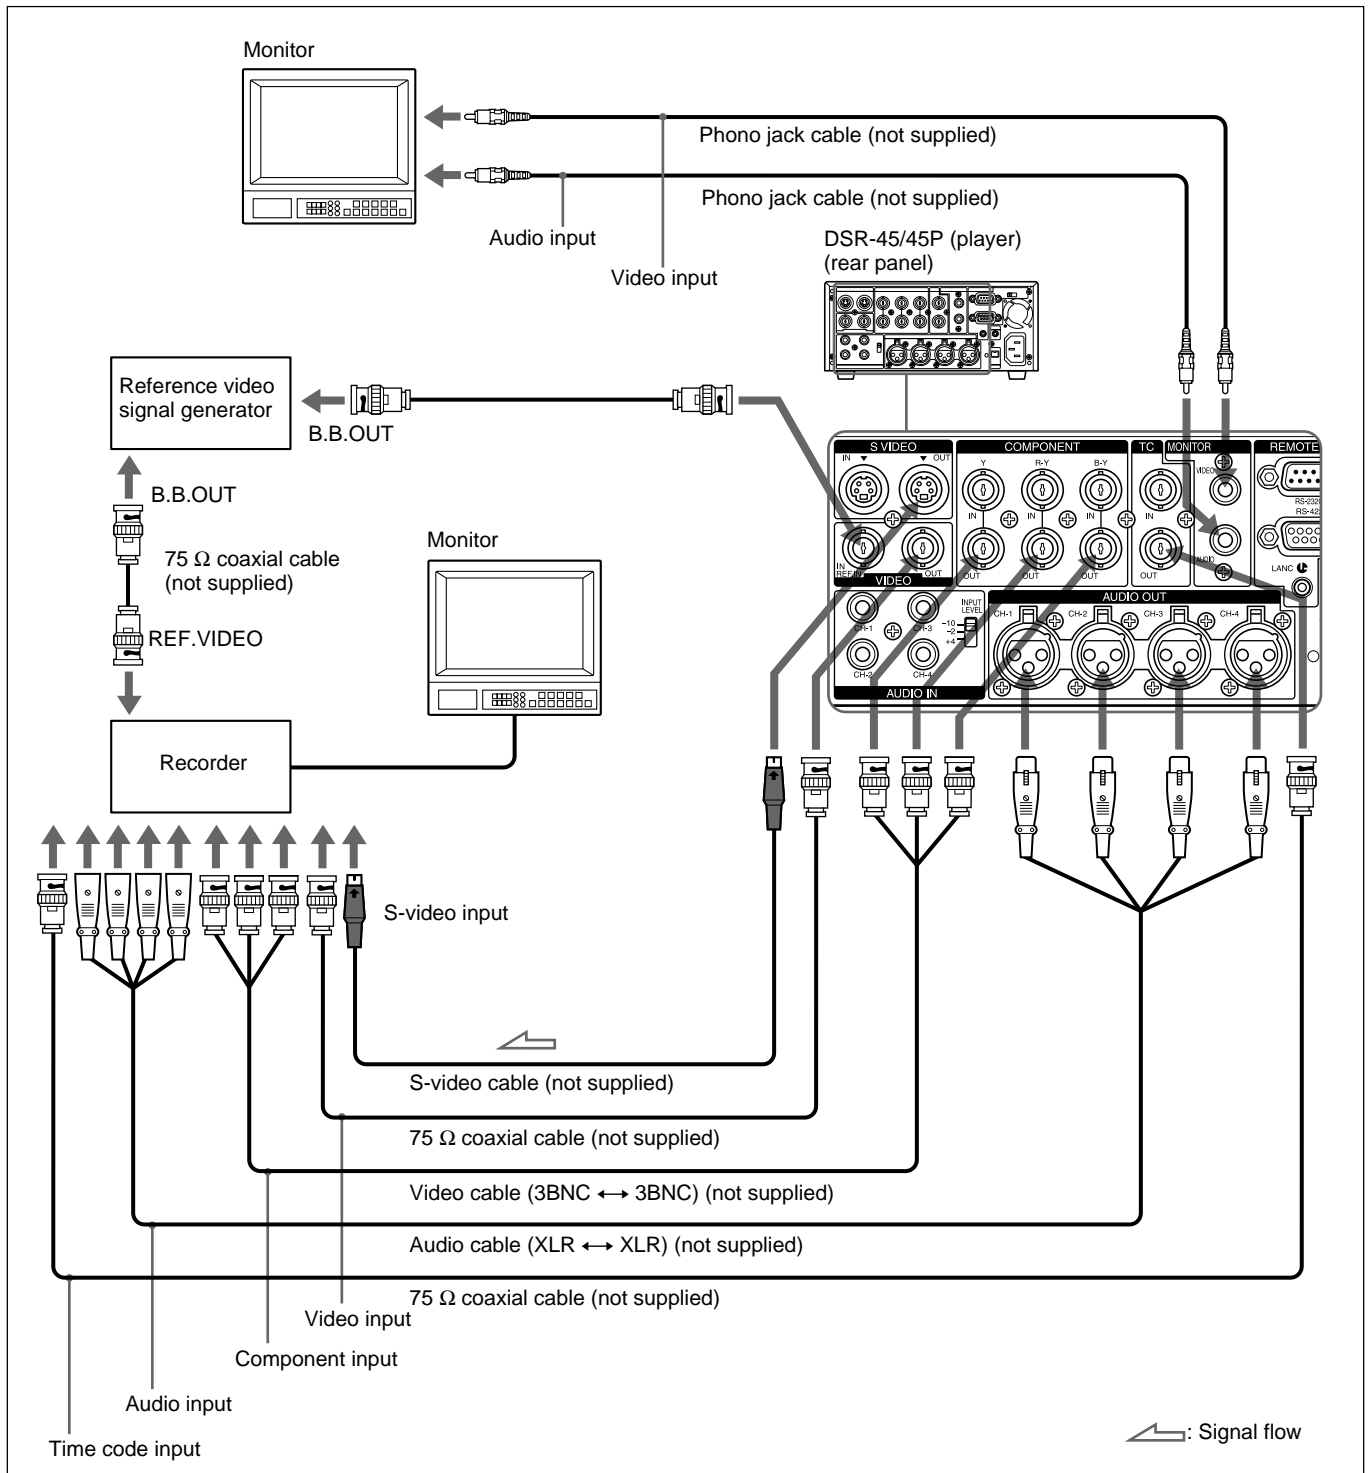 Monitor
Phono jack cable (not supplied)
Phono jack cable (not supplied)
Audio input
Video input
DSR-45/45P (player)
(rear panel)
Reference video
signal generator
B.B.OUT
B.B.OUT
75 Ω coaxial cable
(not supplied)
REF.VIDEO
Monitor
Recorder
S VIDEO
COMPONENT
TC
MONITOR
REMOTE
IN
OUT
Y
R-Y
B-Y
VIDEO
IN
IN
IN
IN
RS-422
IN
REF.IN
OUT
VIDEO
OUT
OUT
OUT
OUT
AUDIO
LANC
CH-1
CH-3
INPUT
LEVEL
-10
-2
+4
CH-2
CH-4
AUDIO IN
AUDIO OUT
CH-1
CH-2
CH-3
CH-4
S-video input
S-video cable (not supplied)
75 Ω coaxial cable (not supplied)
Video cable (3BNC ↔ 3BNC) (not supplied)
Audio cable (XLR ↔ XLR) (not supplied)
75 Ω coaxial cable (not supplied)
Video input
Component input
Audio input
Time code input
: Signal flow